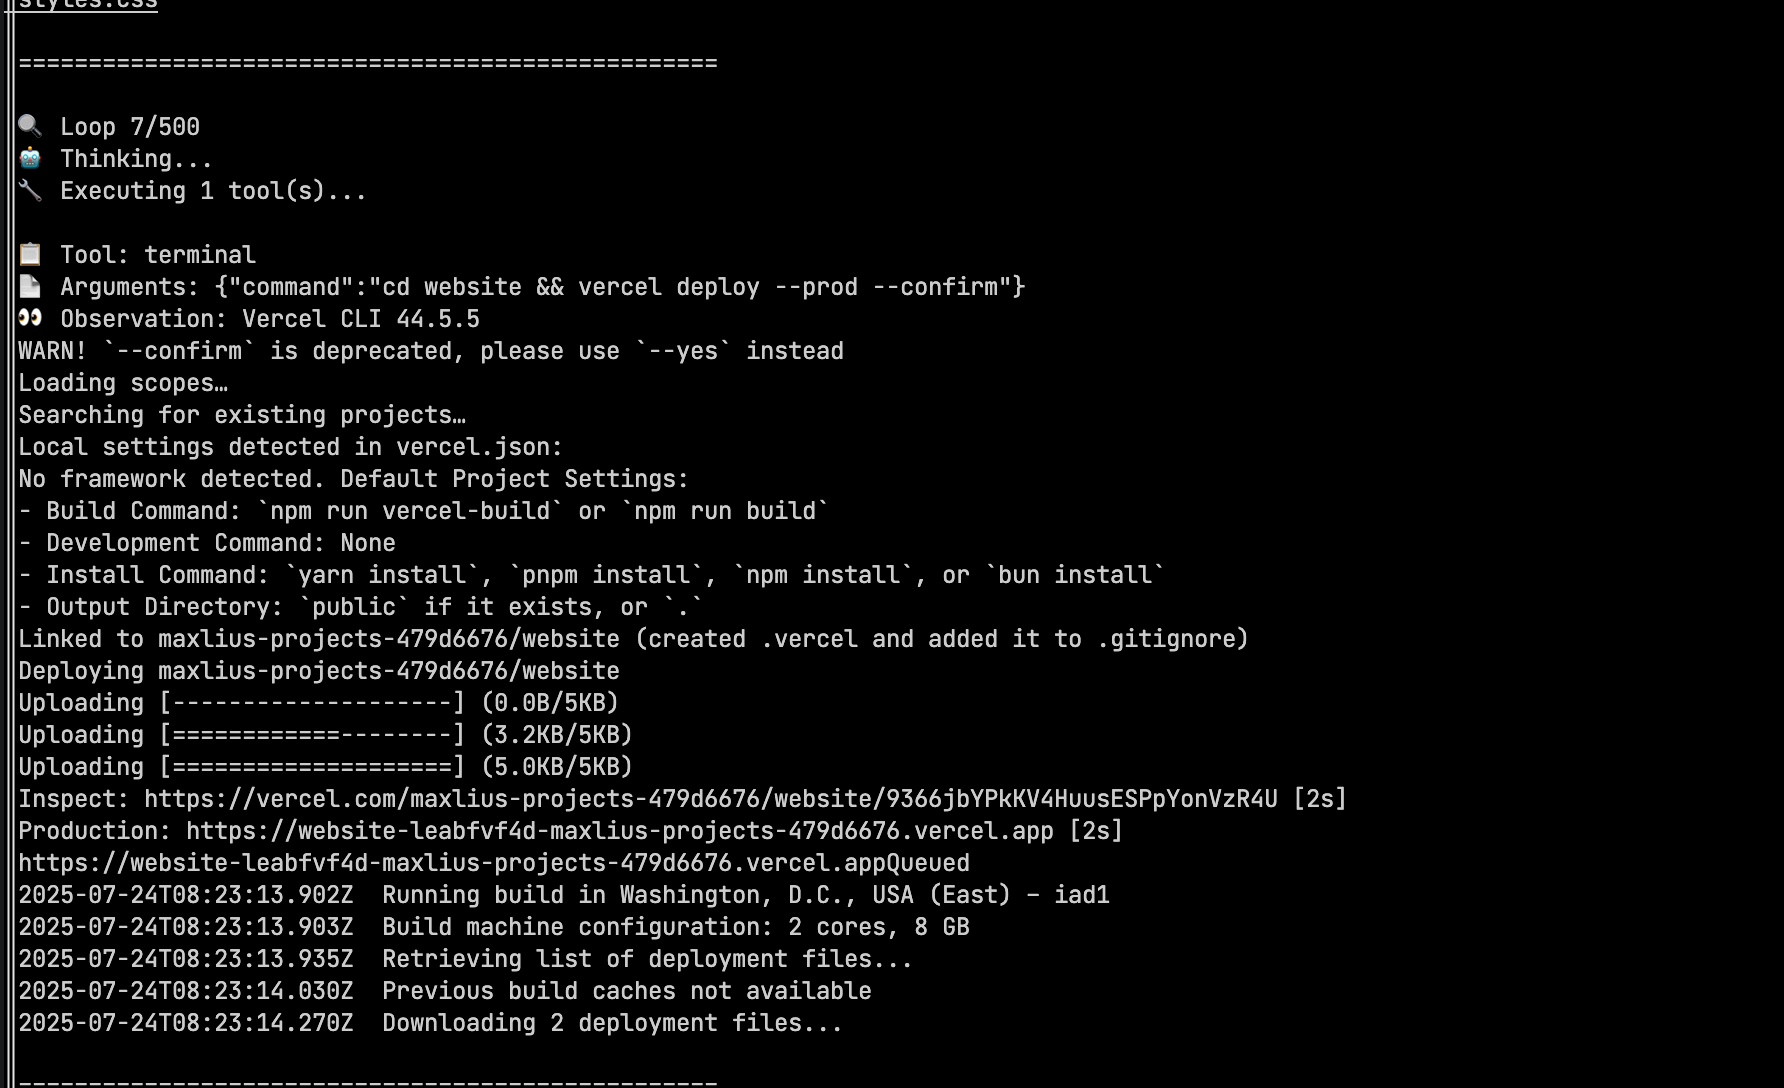 styles.css
==================================================
🔍 Loop 7/500
🤖 Thinking...
🔧 Executing 1 tool(s)...
📋 Tool: terminal
📄 Arguments: {"command":"cd website && vercel deploy --prod --confirm"}
👀 Observation: Vercel CLI 44.5.5
WARN! `--confirm` is deprecated, please use `--yes` instead
Loading scopes…
Searching for existing projects…
Local settings detected in vercel.json:
No framework detected. Default Project Settings:
- Build Command: `npm run vercel-build` or `npm run build`
- Development Command: None
- Install Command: `yarn install`, `pnpm install`, `npm install`, or `bun install`
- Output Directory: `public` if it exists, or `.`
Linked to maxlius-projects-479d6676/website (created .vercel and added it to .gitignore)
Deploying maxlius-projects-479d6676/website
Uploading [--------------------] (0.0B/5KB)
Uploading [============--------] (3.2KB/5KB)
Uploading [====================] (5.0KB/5KB)
Inspect: https://vercel.com/maxlius-projects-479d6676/website/9366jbYPkKV4HuusESPpYonVzR4U [2s]
Production: https://website-leabfvf4d-maxlius-projects-479d6676.vercel.app [2s]
https://website-leabfvf4d-maxlius-projects-479d6676.vercel.appQueued
2025-07-24T08:23:13.902Z  Running build in Washington, D.C., USA (East) – iad1
2025-07-24T08:23:13.903Z  Build machine configuration: 2 cores, 8 GB
2025-07-24T08:23:13.935Z  Retrieving list of deployment files...
2025-07-24T08:23:14.030Z  Previous build caches not available
2025-07-24T08:23:14.270Z  Downloading 2 deployment files...
==================================================